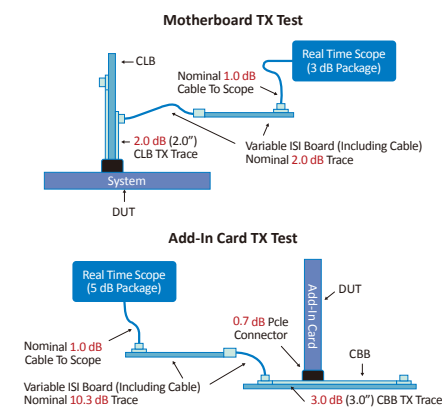 Motherboard TX Test
CLB
Real Time Scope
(3 dB Package)
Nominal 1.0 dB
Cable To Scope
2.0 dB (2.0”)
CLB TX Trace
Variable ISI Board (Including Cable)
Nominal 2.0 dB Trace
System
DUT
Add-In Card TX Test
Real Time Scope
(5 dB Package)
DUT
Add-In Card
0.7 dB Pcle
Connector
Nominal 1.0 dB
Cable To Scope
CBB
Variable ISI Board (Including Cable)
Nominal 10.3 dB Trace
3.0 dB (3.0”) CBB TX Trace